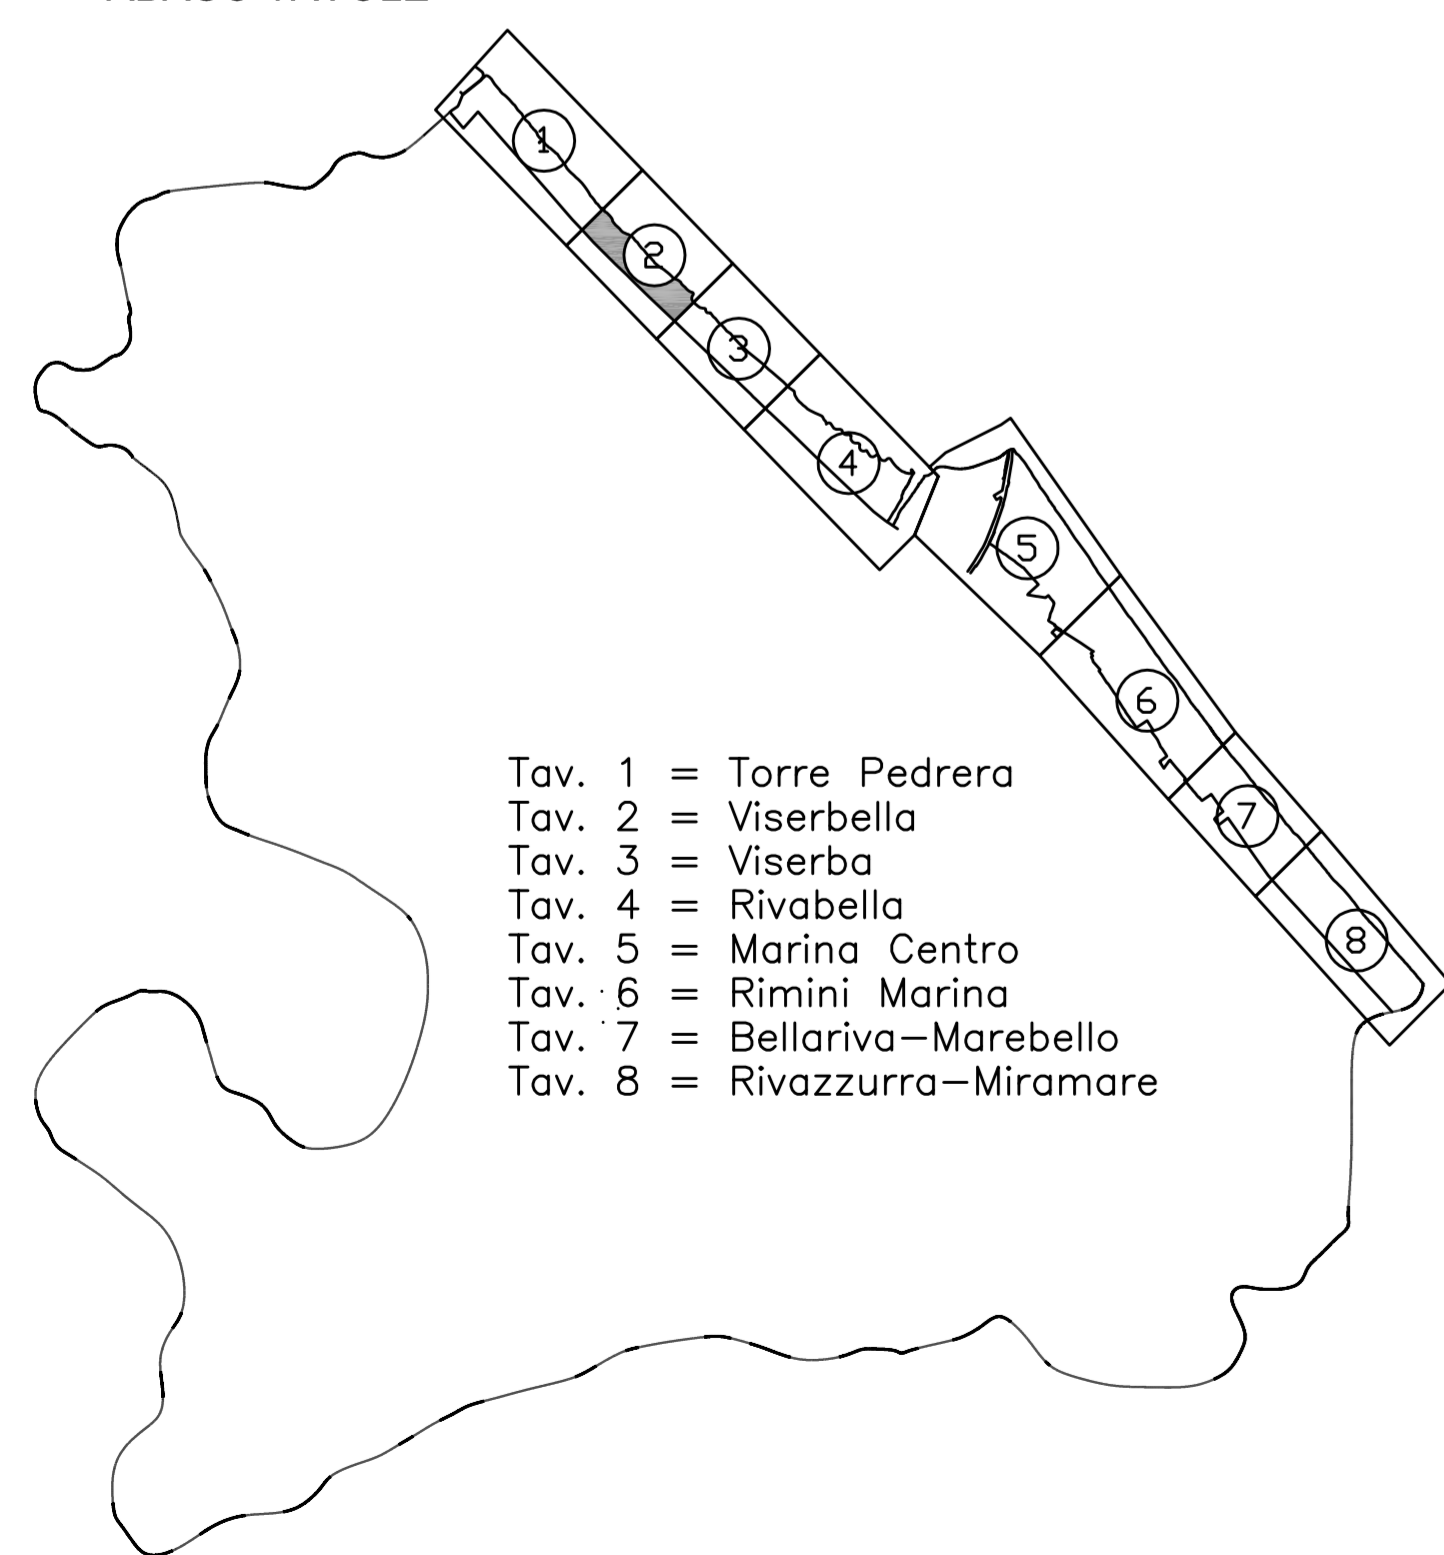 1
2
3
4
5
6
7
8
Tav. 1 = Torre Pedrera
Tav. 2 = Viserbella
Tav. 3 = Viserba
Tav. 4 = Rivabella
Tav. 5 = Marina Centro
Tav. 6 = Rimini Marina
Tav. 7 = Bellariva-Marebello
Tav. 8 = Rivazzurra-Miramare